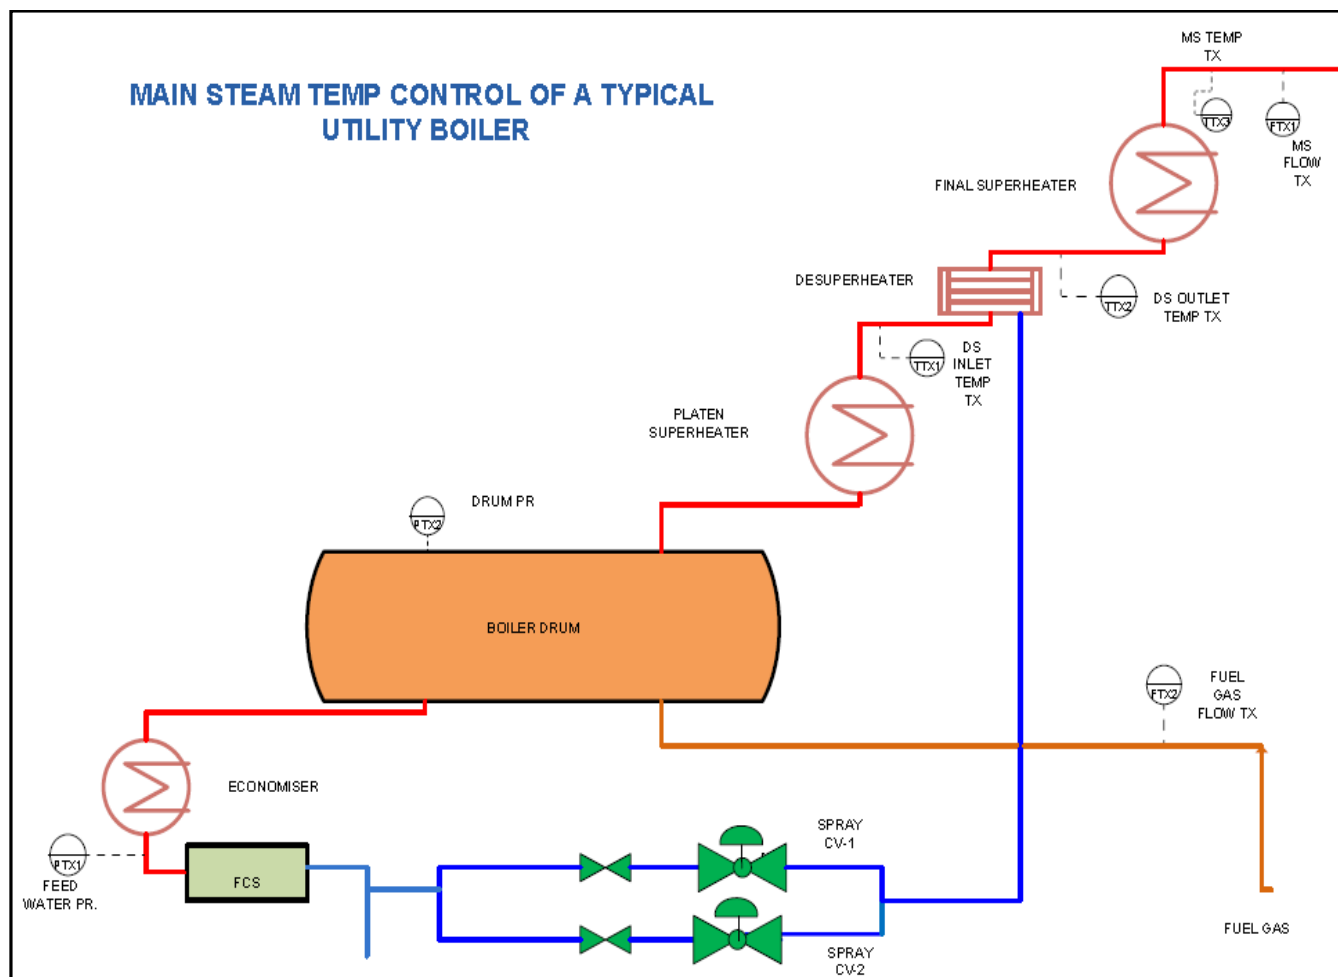 MAIN STEAM TEMP CONTROL OF A TYPICAL
UTILITY BOILER
MS TEMP
TX
TTX3
FTX1
MS
FLOW
TX
FINAL SUPERHEATER
DESUPERHEATER
TTX2
DS OUTLET
TEMP TX
TTX1
DS
INLET
TEMP
TX
PLATEN
SUPERHEATER
PTX2
DRUM PR
BOILER DRUM
FTX2
FUEL
GAS
FLOW TX
ECONOMISER
PTX1
FEED
WATER PR.
FCS
SPRAY
CV-1
SPRAY
CV-2
FUEL GAS